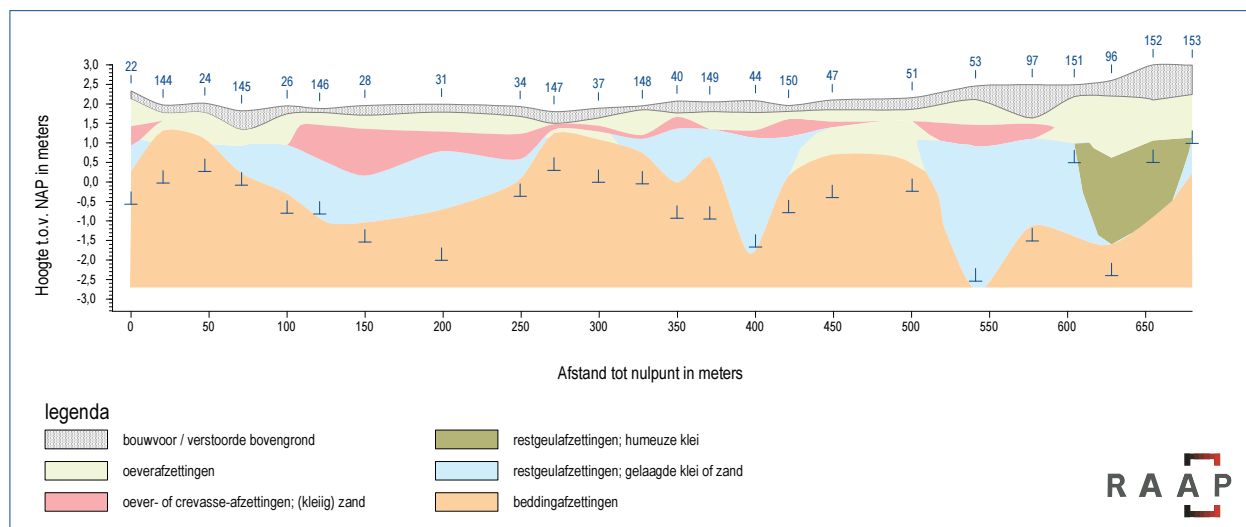 22 144 24 145 26 146 28 31 34 147 37 148 40 149 44 150 47 51 53 97 151 96 152 153
Hoogte t.o.v. NAP in meters
3,0
2,5
2,0
1,5
1,0
0,5
0,0
-0,5
-1,0
-1,5
-2,0
-2,5
-3,0
0 50 100 150 200 250 300 350 400 450 500 550 600 650
Afstand tot nulpunt in meters
legenda
bouwvoor / verstoorde bovengrond
oeverafzettingen
oever- of crevasse-afzettingen; (kleiig) zand
restgeulafzettingen; humeuze klei
restgeulafzettingen; gelaagde klei of zand
beddingafzettingen
RAAP